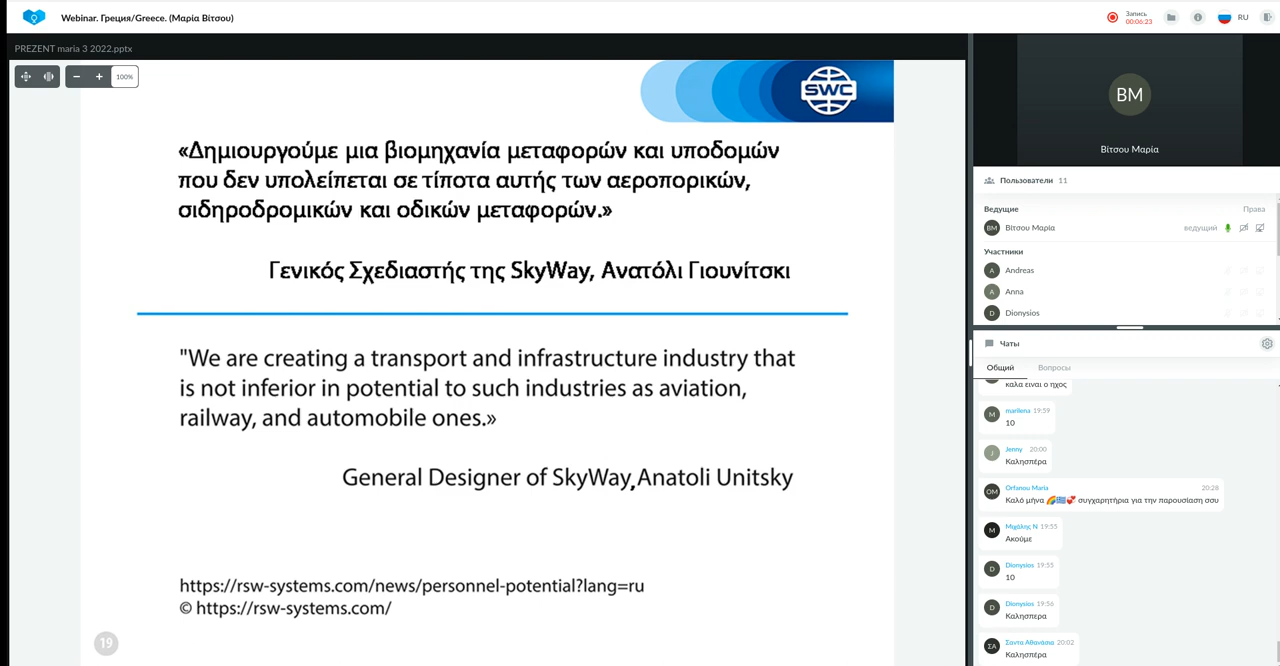 Webinar. Греция/Greece. (Μαρία Βίτσου)
Запись
00:06:23
RU
PREZENT maria 3 2022.pptx
100%
SWC
«Δημιουργούμε μια βιομηχανία μεταφορών και υποδομών
που δεν υπολείπεται σε τίποτα αυτής των αεροπορικών,
σιδηροδρομικών και οδικών μεταφορών.»
Γενικός Σχεδιαστής της SkyWay, Ανατόλι Γιουνίτσκι
"We are creating a transport and infrastructure industry that
is not inferior in potential to such industries as aviation,
railway, and automobile ones.»
General Designer of SkyWay,Anatoli Unitsky
https://rsw-systems.com/news/personnel-potential?lang=ru
© https://rsw-systems.com/
19
ΒΜ
Βίτσου Μαρία
Пользователи 11
Ведущие Права
ΒΜ Βίτσου Μαρία ведущий
Участники
A Andreas
A Anna
D Dionysios
Чаты
Общий Вопросы
καλα ειναι ο ηχος
M marilena 19:59
10
J Jenny 20:00
Καλησπέρα
OM Orfanou Maria 20:28
Καλό μήνα 🌈🇬🇷💞 συγχαρητήρια για την παρουσίαση σου
Μ Μιχάλης Ν 19:55
Ακούμε
D Dionysios 19:55
10
D Dionysios 19:56
Καλησπερα
ΣΑ Σαντα Αθανάσια 20:02
Καλησπέρα